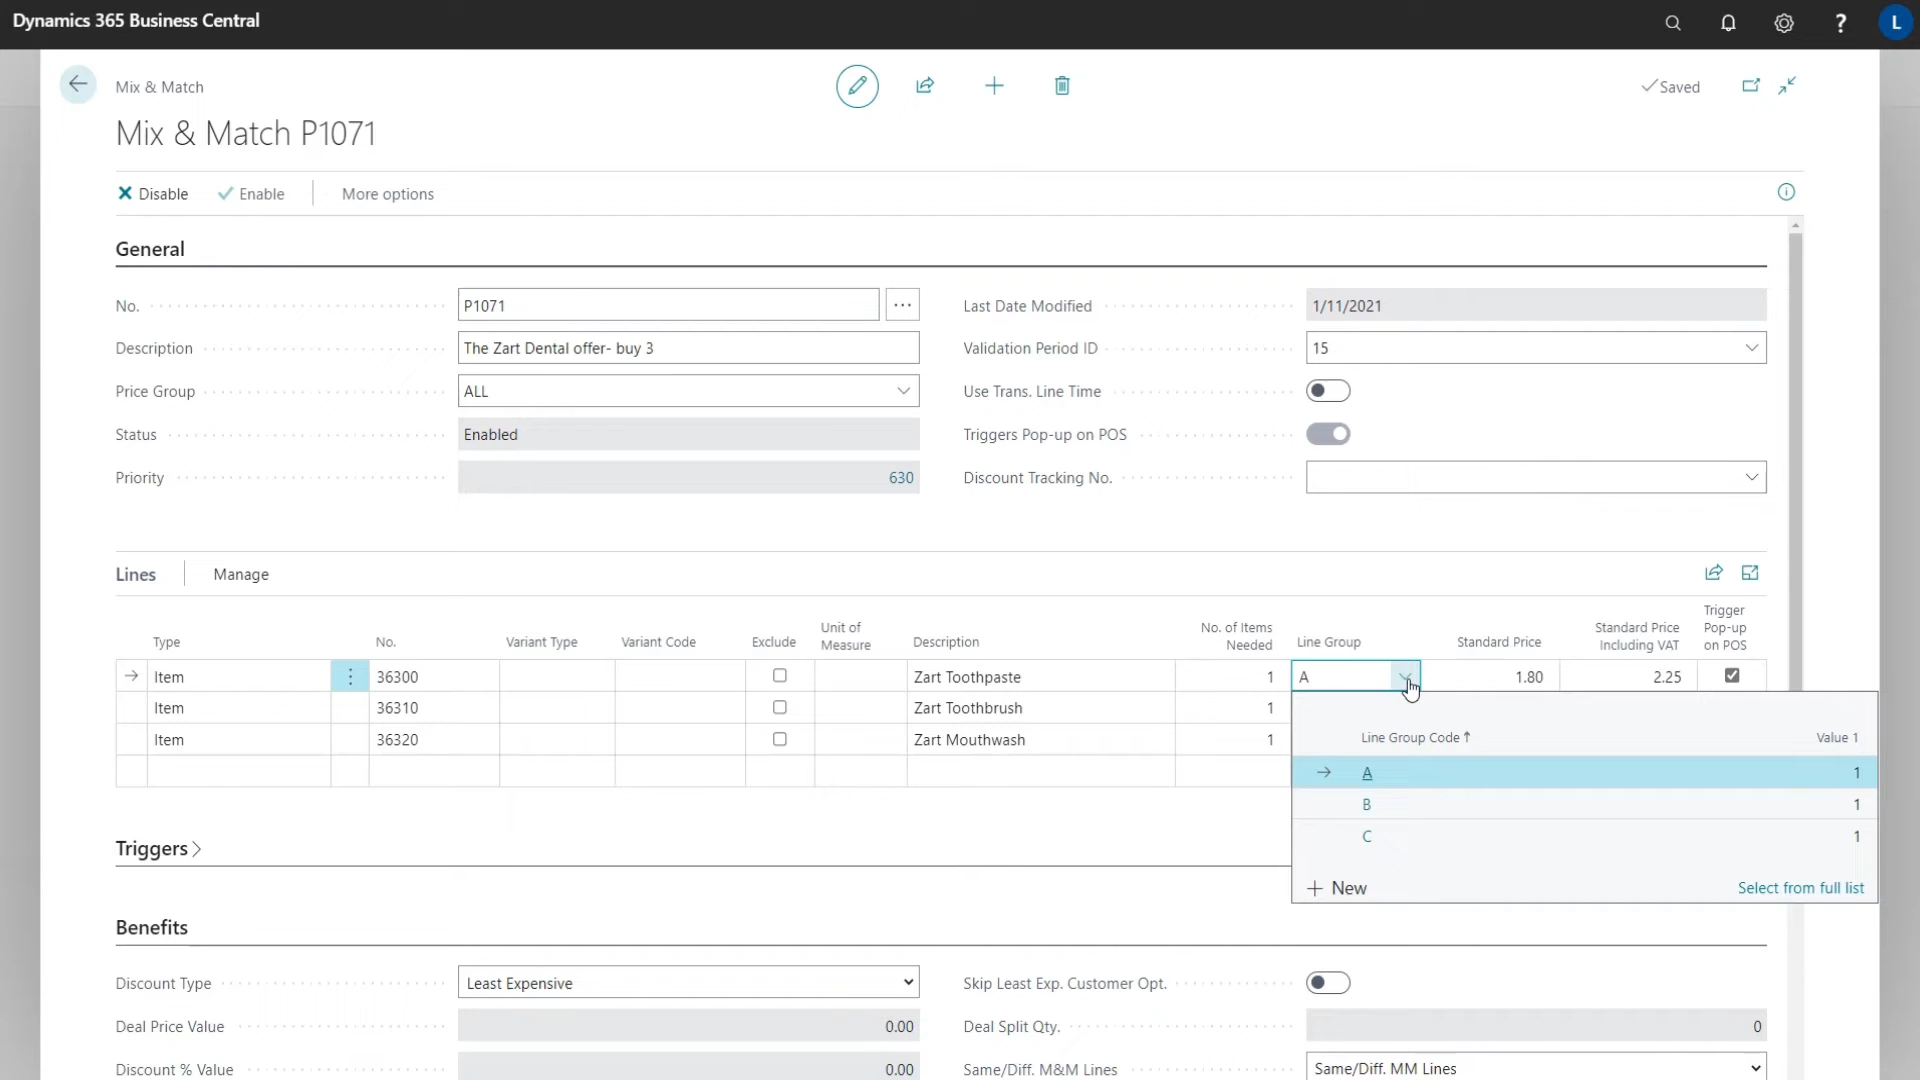 Dynamics 365 Business Central
?
L
Mix & Match
Saved
Mix & Match P1071
Disable
Enable
More options
General
No.
P1071
Last Date Modified
1/11/2021
Description
The Zart Dental offer- buy 3
Validation Period ID
15
Price Group
ALL
Use Trans. Line Time
Status
Enabled
Triggers Pop-up on POS
Priority
630
Discount Tracking No.
Lines
Manage
Type
No.
Variant Type
Variant Code
Exclude
Unit of
Measure
Description
No. of Items
Needed
Line Group
Standard Price
Standard Price
Including VAT
Trigger
Pop-up
on POS
Item
36300
Zart Toothpaste
1
A
1.80
2.25
Item
36310
Zart Toothbrush
1
Item
36320
Zart Mouthwash
1
Line Group Code
Value 1
A
1
B
1
C
1
New
Select from full list
Triggers
Benefits
Discount Type
Least Expensive
Skip Least Exp. Customer Opt.
Deal Price Value
0.00
Deal Split Qty.
0
Discount % Value
0.00
Same/Diff. M&M Lines
Same/Diff. MM Lines